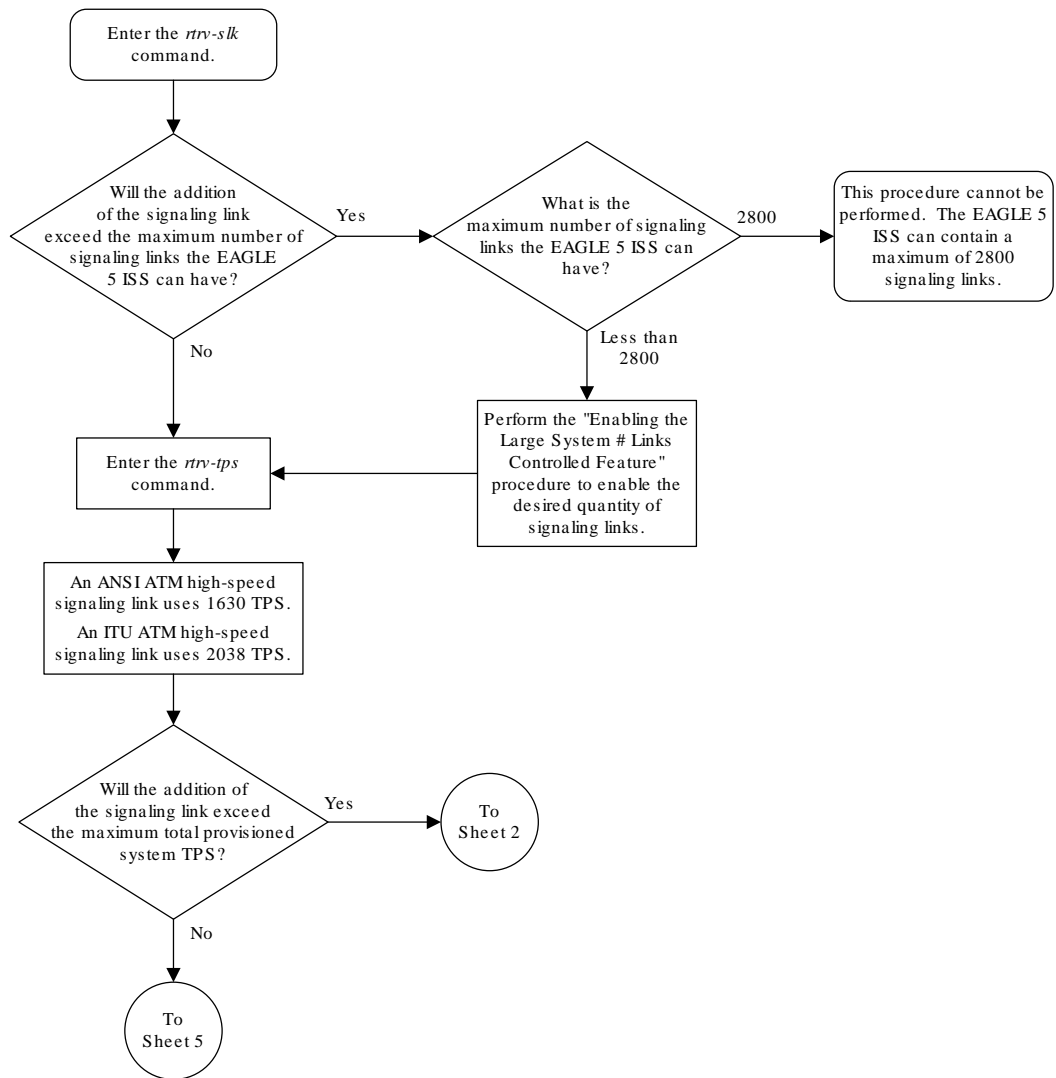 Enter the rtrv-slk
command.
Will the addition
of the signaling link
exceed the maximum number of
signaling links the EAGLE
5 ISS can have?
Yes
What is the
maximum number of signaling
links the EAGLE 5 ISS can
have?
2800
This procedure cannot be
performed. The EAGLE 5
ISS can contain a
maximum of 2800
signaling links.
No
Less than
2800
Perform the "Enabling the
Large System # Links
Controlled Feature"
procedure to enable the
desired quantity of
signaling links.
Enter the rtrv-tps
command.
An ANSI ATM high-speed
signaling link uses 1630 TPS.
An ITU ATM high-speed
signaling link uses 2038 TPS.
Will the addition of
the signaling link exceed
the maximum total provisioned
system TPS?
Yes
To
Sheet 2
No
To
Sheet 5